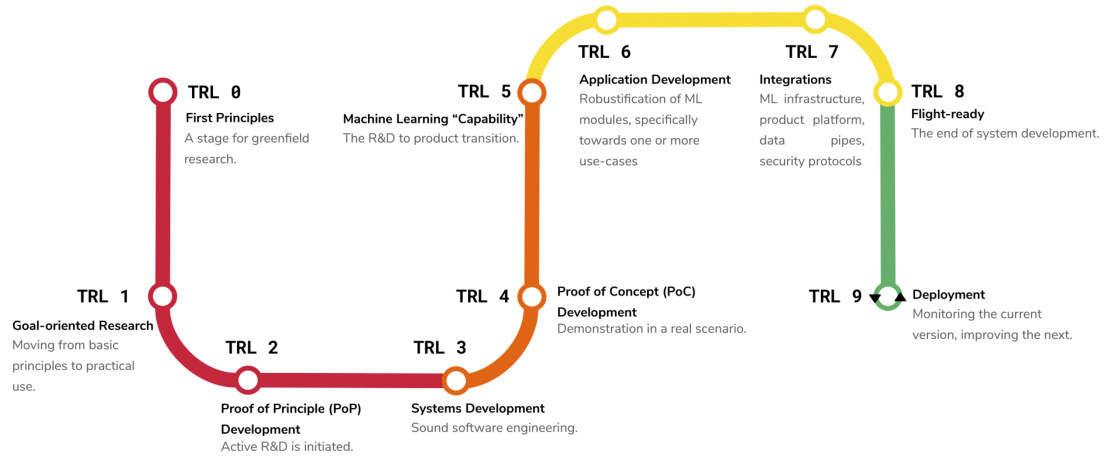 TRL 0
First Principles
A stage for greenfield
research.
TRL 1
Goal-oriented Research
Moving from basic
principles to practical
use.
TRL 2
Proof of Principle (PoP)
Development
Active R&D is initiated.
TRL 3
Systems Development
Sound software engineering.
TRL 4
Proof of Concept (PoC)
Development
Demonstration in a real scenario.
TRL 5
Machine Learning “Capability”
The R&D to product transition.
TRL 6
Application Development
Robustification of ML
modules, specifically
towards one or more
use-cases
TRL 7
Integrations
ML infrastructure,
product platform,
data pipes,
security protocols
TRL 8
Flight-ready
The end of system development.
TRL 9
Deployment
Monitoring the current
version, improving the next.